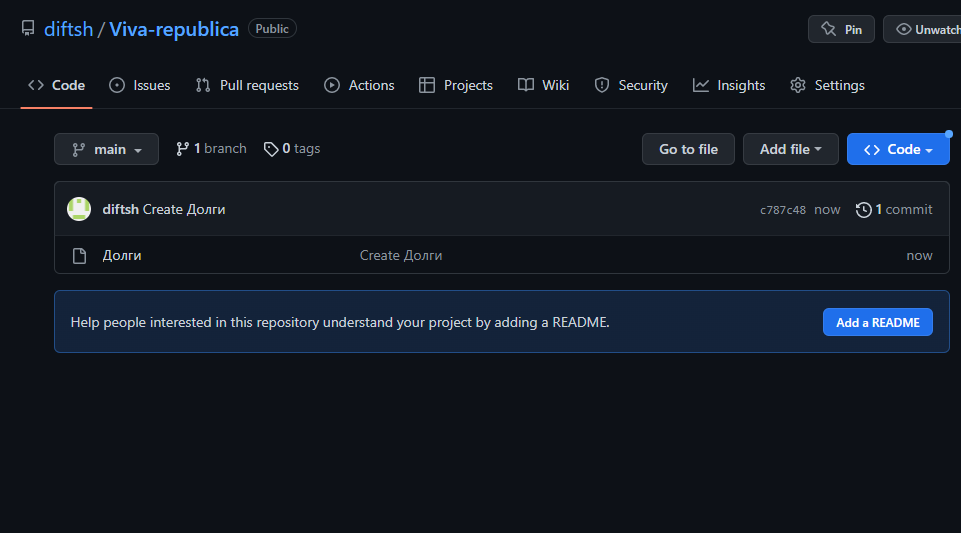 diftsh / Viva-republica Public Pin Unwatch
Code Issues Pull requests Actions Projects Wiki Security Insights Settings
main 1 branch 0 tags Go to file Add file Code
diftsh Create Долги c787c48 now 1 commit
Долги Create Долги now
Help people interested in this repository understand your project by adding a README. Add a README